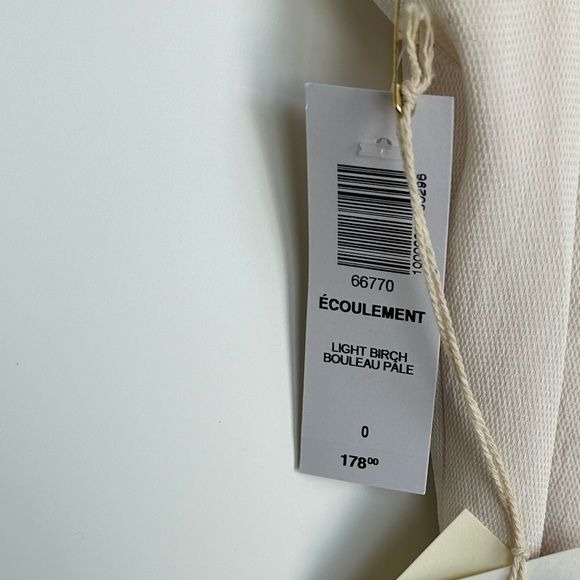 66770
ÉCOULEMENT
LIGHT BIRCH
BOULEAU PÂLE
0
178⁰⁰